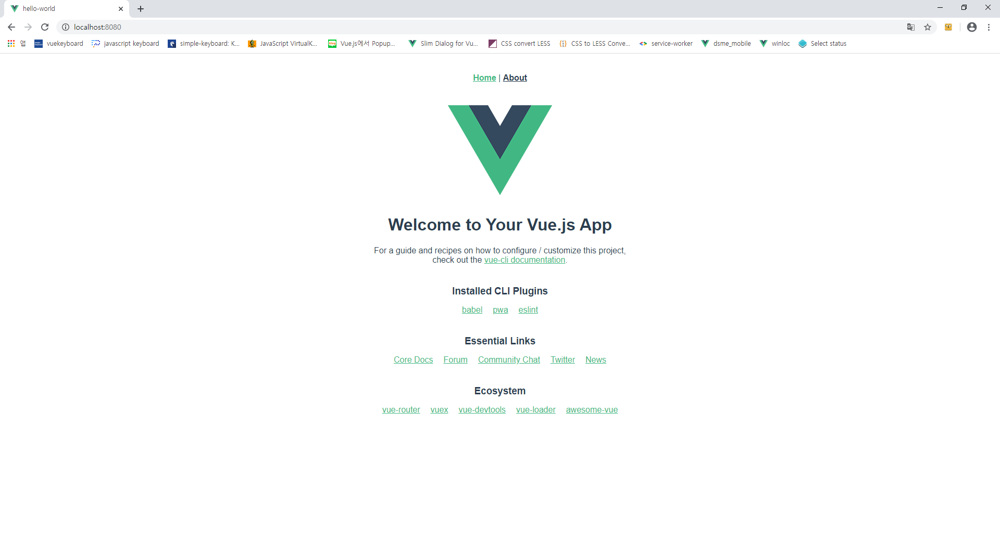 hello-world
localhost:8080
앱 vuekeyboard javascript keyboard simple-keyboard: K... JavaScript VirtualK... Vue.js에서 Popup... Slim Dialog for Vu... CSS convert LESS CSS to LESS Conve... service-worker dsme_mobile winloc Select status
Home | About
Welcome to Your Vue.js App
For a guide and recipes on how to configure / customize this project,
check out the vue-cli documentation.
Installed CLI Plugins
babel pwa eslint
Essential Links
Core Docs Forum Community Chat Twitter News
Ecosystem
vue-router vuex vue-devtools vue-loader awesome-vue